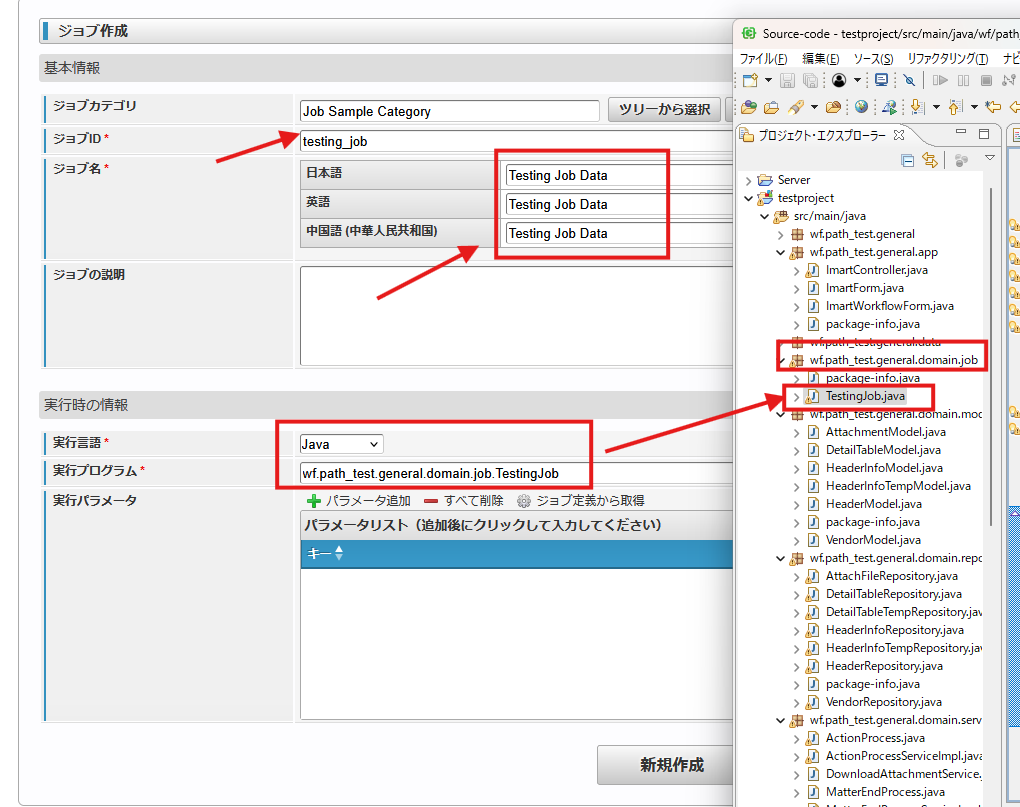 ジョブ作成
基本情報
ジョブカテゴリ
Job Sample Category
ツリーから選択
ジョブID *
testing_job
ジョブ名 *
日本語
Testing Job Data
英語
Testing Job Data
中国語 (中華人民共和国)
Testing Job Data
ジョブの説明
実行時の情報
実行言語 *
Java
実行プログラム *
wf.path_test.general.domain.job.TestingJob
実行パラメータ
パラメータ追加 すべて削除 ジョブ定義から取得
パラメータリスト（追加後にクリックして入力してください）
キー
新規作成
Source-code - testproject/src/main/java/wf/path_
ファイル(F) 編集(E) ソース(S) リファクタリング(T) ナビ
プロジェクト・エクスプローラー
Server
testproject
src/main/java
wf.path_test.general
wf.path_test.general.app
ImartController.java
ImartForm.java
ImartWorkflowForm.java
package-info.java
wf.path_test.general.data
wf.path_test.general.domain.job
package-info.java
TestingJob.java
wf.path_test.general.domain.moc
AttachmentModel.java
DetailTableModel.java
HeaderInfoModel.java
HeaderInfoTempModel.java
HeaderModel.java
package-info.java
VendorModel.java
wf.path_test.general.domain.repo
AttachFileRepository.java
DetailTableRepository.java
DetailTableTempRepository.jav
HeaderInfoRepository.java
HeaderInfoTempRepository.jav
HeaderRepository.java
package-info.java
VendorRepository.java
wf.path_test.general.domain.serv
ActionProcess.java
ActionProcessServiceImpl.java
DownloadAttachmentService.
MatterEndProcess.java